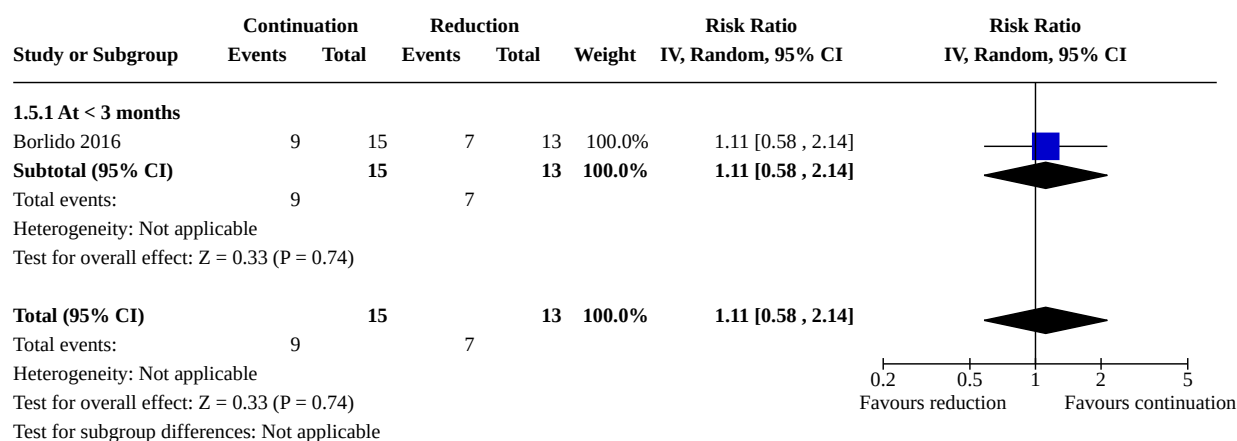 Continuation Reduction Risk Ratio Risk Ratio
Study or Subgroup Events Total Events Total Weight IV, Random, 95% CI IV, Random, 95% CI
1.5.1 At < 3 months
Borlido 2016 9 15 7 13 100.0% 1.11 [0.58 , 2.14]
Subtotal (95% CI) 15 13 100.0% 1.11 [0.58 , 2.14]
Total events: 9 7
Heterogeneity: Not applicable
Test for overall effect: Z = 0.33 (P = 0.74)
Total (95% CI) 15 13 100.0% 1.11 [0.58 , 2.14]
Total events: 9 7
Heterogeneity: Not applicable 0.2 0.5 1 2 5
Test for overall effect: Z = 0.33 (P = 0.74) Favours reduction Favours continuation
Test for subgroup differences: Not applicable